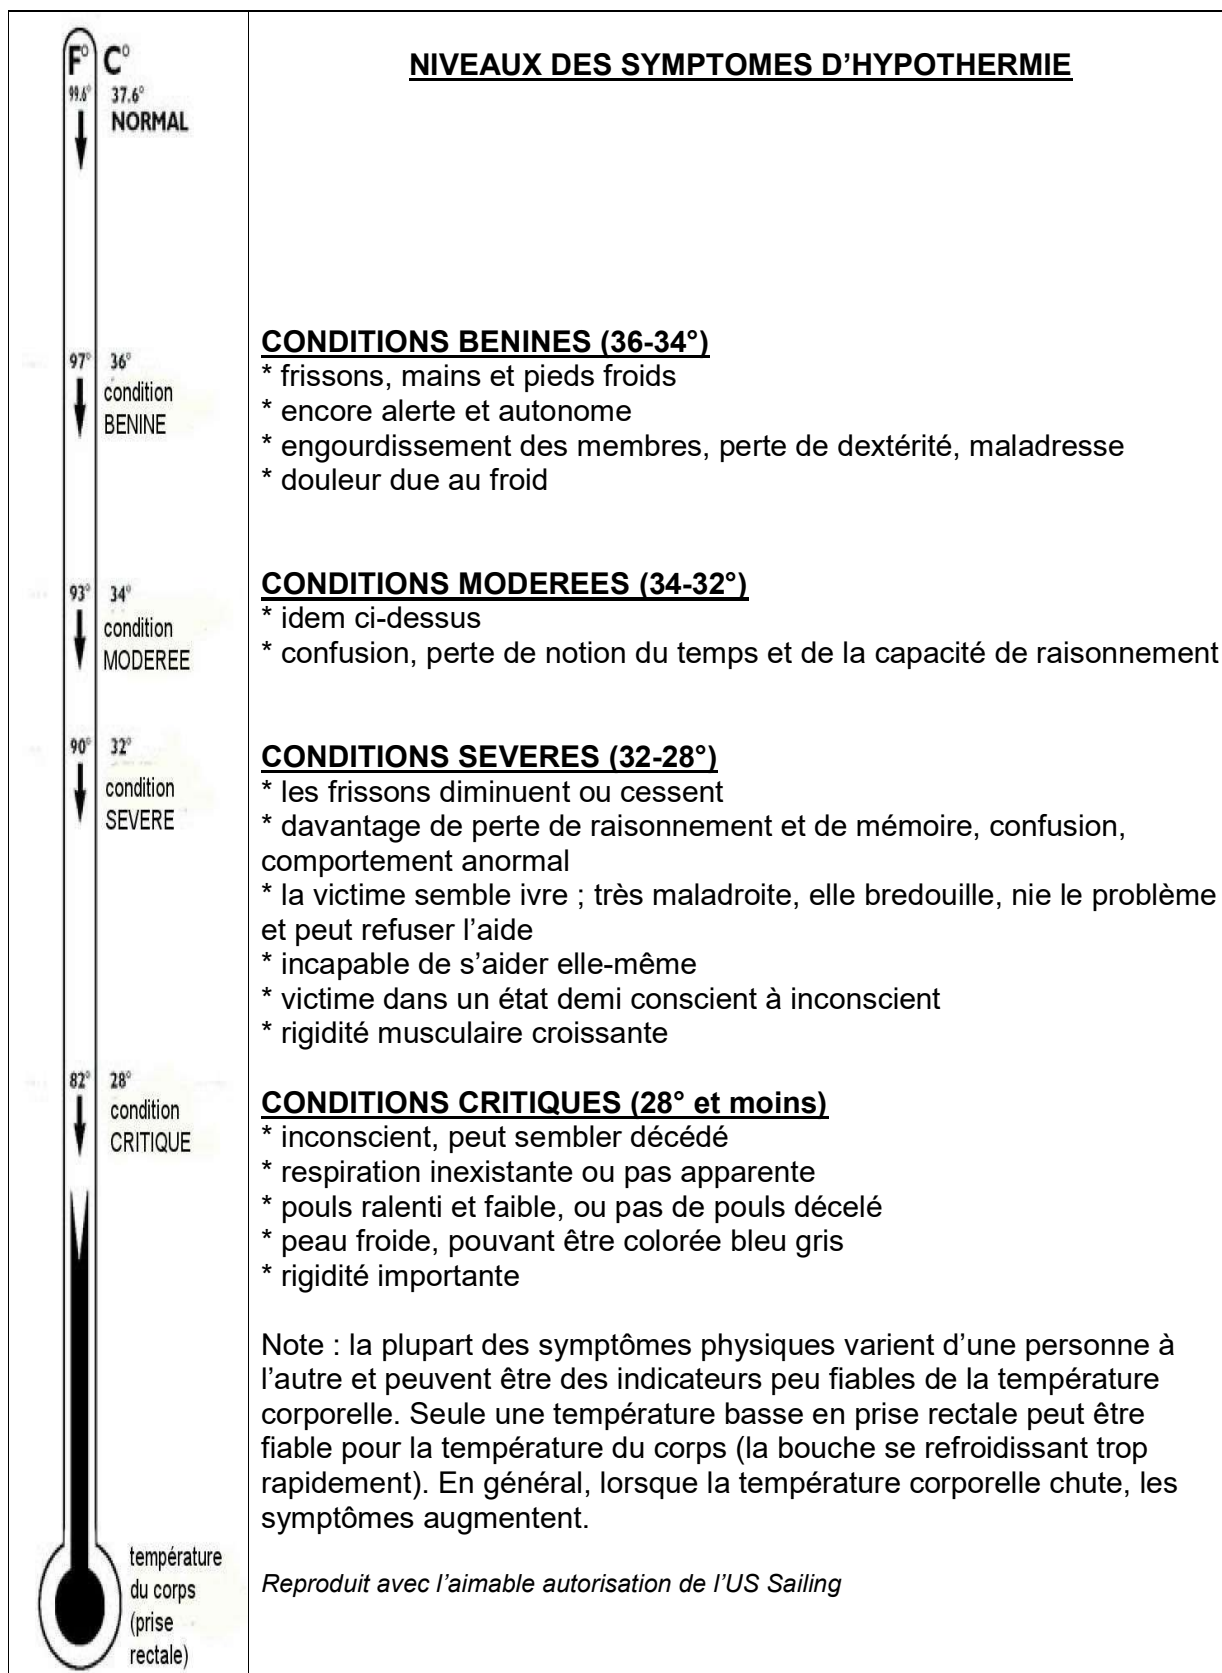 F° C°
99.6° 37.6°
NORMAL
97° 36°
condition
BENINE
93° 34°
condition
MODEREE
90° 32°
condition
SEVERE
82° 28°
condition
CRITIQUE
température
du corps
(prise
rectale)
NIVEAUX DES SYMPTOMES D’HYPOTHERMIE
CONDITIONS BENINES (36-34°)
* frissons, mains et pieds froids
* encore alerte et autonome
* engourdissement des membres, perte de dextérité, maladresse
* douleur due au froid
CONDITIONS MODEREES (34-32°)
* idem ci-dessus
* confusion, perte de notion du temps et de la capacité de raisonnement
CONDITIONS SEVERES (32-28°)
* les frissons diminuent ou cessent
* davantage de perte de raisonnement et de mémoire, confusion,
comportement anormal
* la victime semble ivre ; très maladroite, elle bredouille, nie le problème
et peut refuser l’aide
* incapable de s’aider elle-même
* victime dans un état demi conscient à inconscient
* rigidité musculaire croissante
CONDITIONS CRITIQUES (28° et moins)
* inconscient, peut sembler décédé
* respiration inexistante ou pas apparente
* pouls ralenti et faible, ou pas de pouls décelé
* peau froide, pouvant être colorée bleu gris
* rigidité importante
Note : la plupart des symptômes physiques varient d’une personne à
l’autre et peuvent être des indicateurs peu fiables de la température
corporelle. Seule une température basse en prise rectale peut être
fiable pour la température du corps (la bouche se refroidissant trop
rapidement). En général, lorsque la température corporelle chute, les
symptômes augmentent.
Reproduit avec l’aimable autorisation de l’US Sailing